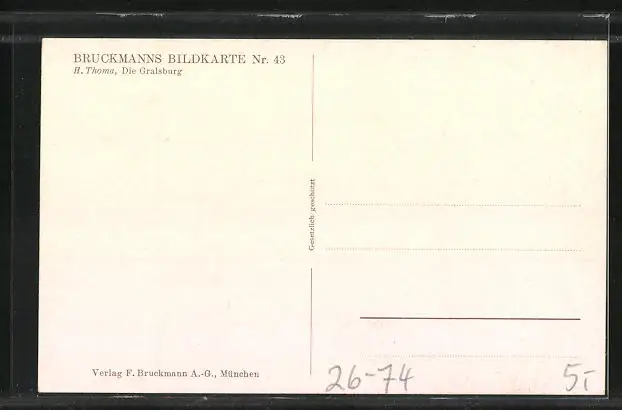 BRUCKMANNS BILDKARTE Nr. 43
H. Thoma, Die Gralsburg
Gesetzlich geschützt
Verlag F. Bruckmann A.-G., München
26-74
5,-